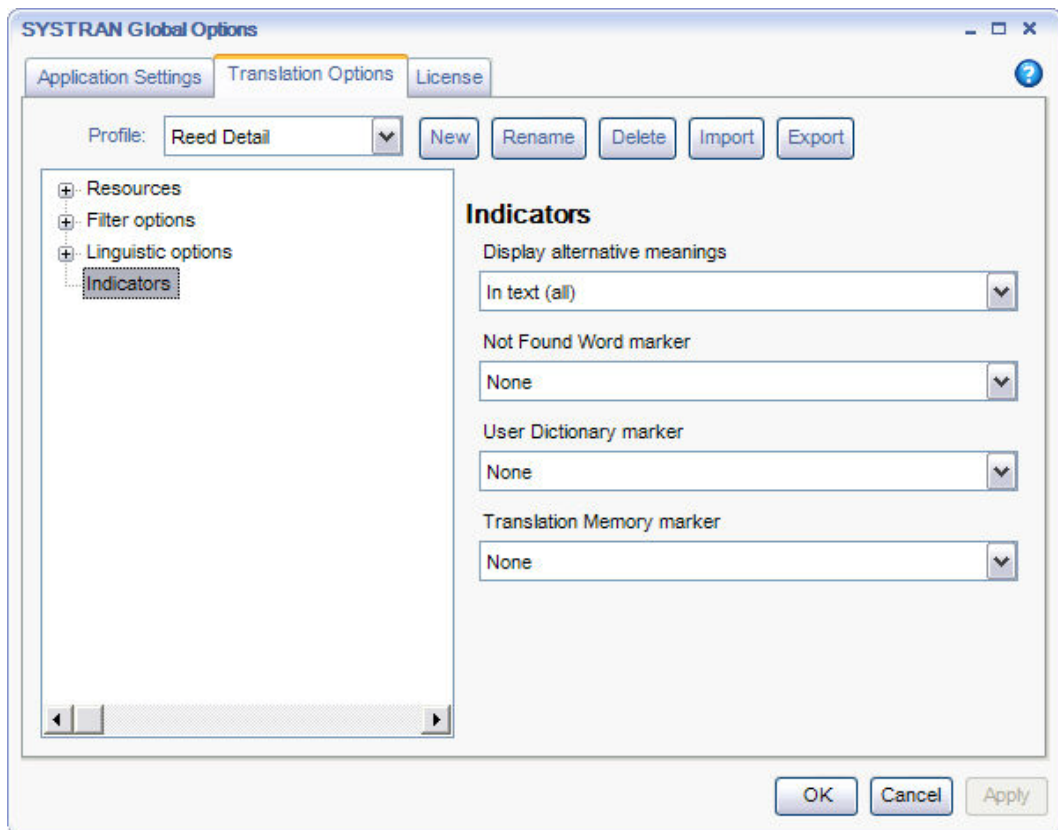 SYSTRAN Global Options
Application Settings Translation Options License
Profile: Reed Detail New Rename Delete Import Export
Resources
Filter options
Linguistic options
Indicators
Indicators
Display alternative meanings
In text (all)
Not Found Word marker
None
User Dictionary marker
None
Translation Memory marker
None
OK Cancel Apply